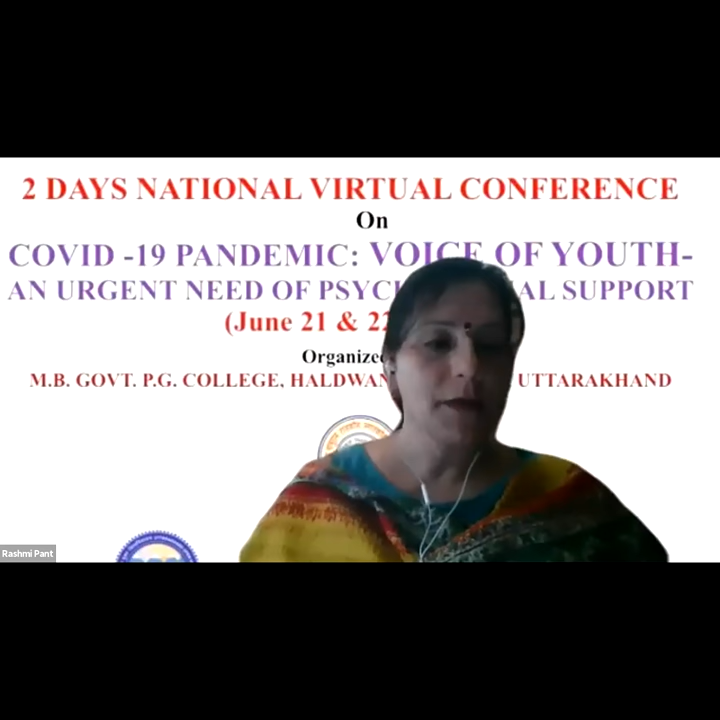 2 DAYS NATIONAL VIRTUAL CONFERENCE
On
COVID -19 PANDEMIC: VOICE OF YOUTH-
AN URGENT NEED OF PSYC AL SUPPORT
(June 21 & 22
Organized
M.B. GOVT. P.G. COLLEGE, HALDWAN UTTARAKHAND
Rashmi Pant